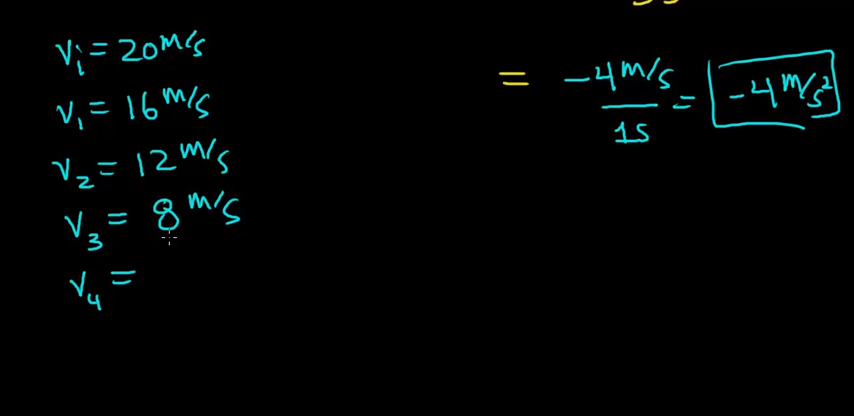 vi = 20 m/s
v1 = 16 m/s
v2 = 12 m/s
v3 = 8 m/s
v4 =
= -4 m/s / 1s = -4 m/s²